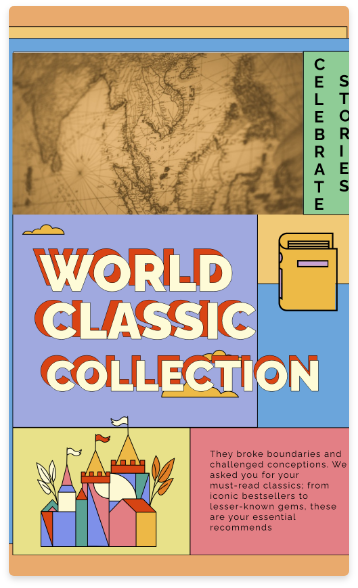 CELEBRATE
STORIES
WORLD
CLASSIC
COLLECTION
They broke boundaries and
challenged conceptions. We
asked you for your
must-read classics; from
iconic bestsellers to
lesser-known gems, these
are your essential
recommends